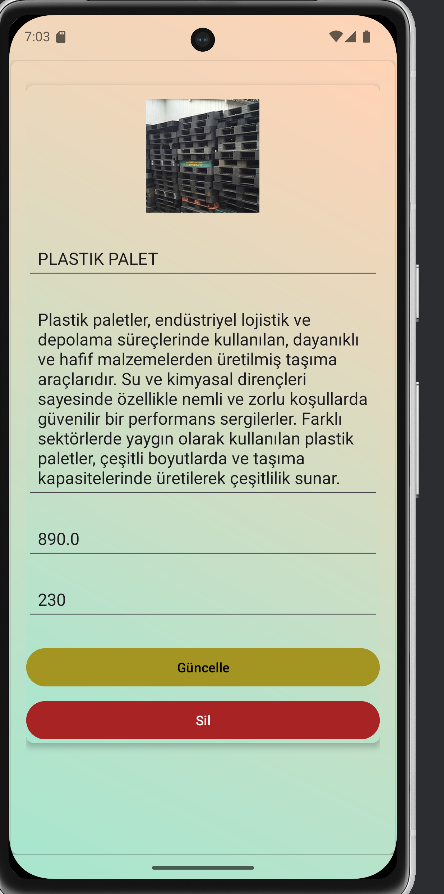 7:03
PLASTIK PALET
Plastik paletler, endüstriyel lojistik ve
depolama süreçlerinde kullanılan, dayanıklı
ve hafif malzemelerden üretilmiş taşıma
araçlarıdır. Su ve kimyasal dirençleri
sayesinde özellikle nemli ve zorlu koşullarda
güvenilir bir performans sergilerler. Farklı
sektörlerde yaygın olarak kullanılan plastik
paletler, çeşitli boyutlarda ve taşıma
kapasitelerinde üretilerek çeşitlilik sunar.
890.0
230
Güncelle
Sil